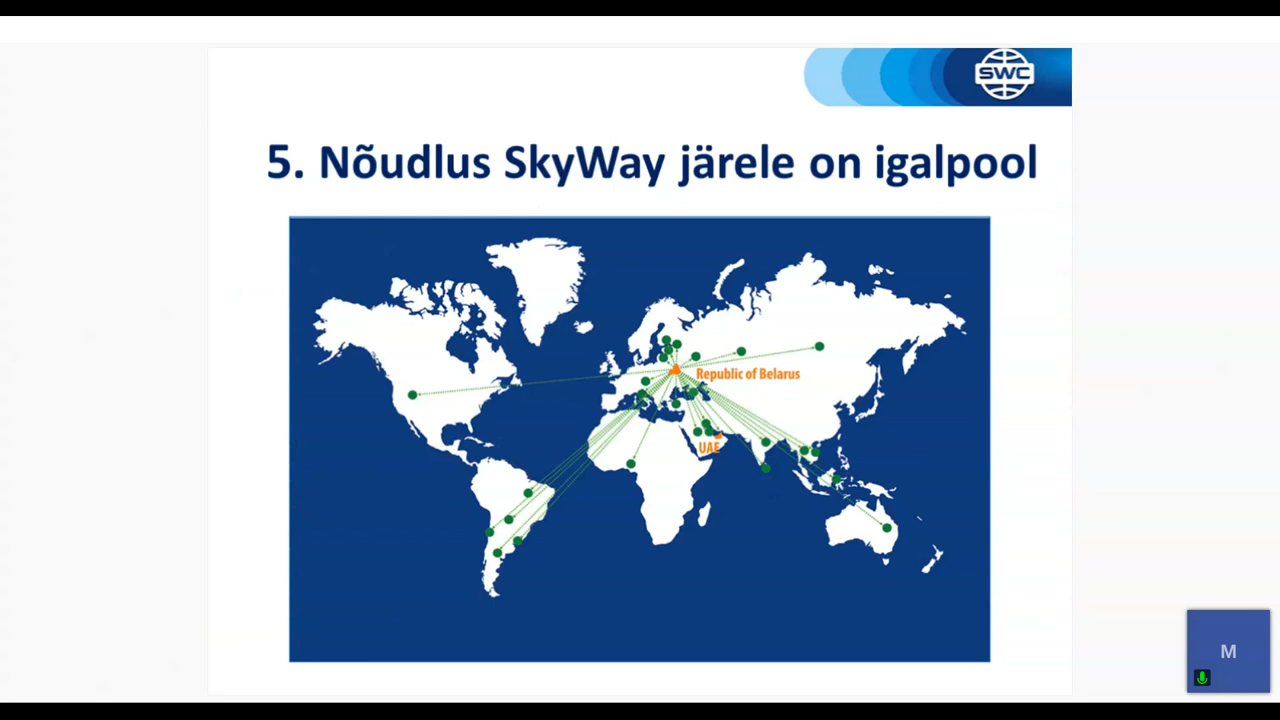 SWC
5. Nõudlus SkyWay järele on igalpool
Republic of Belarus
UAE
M